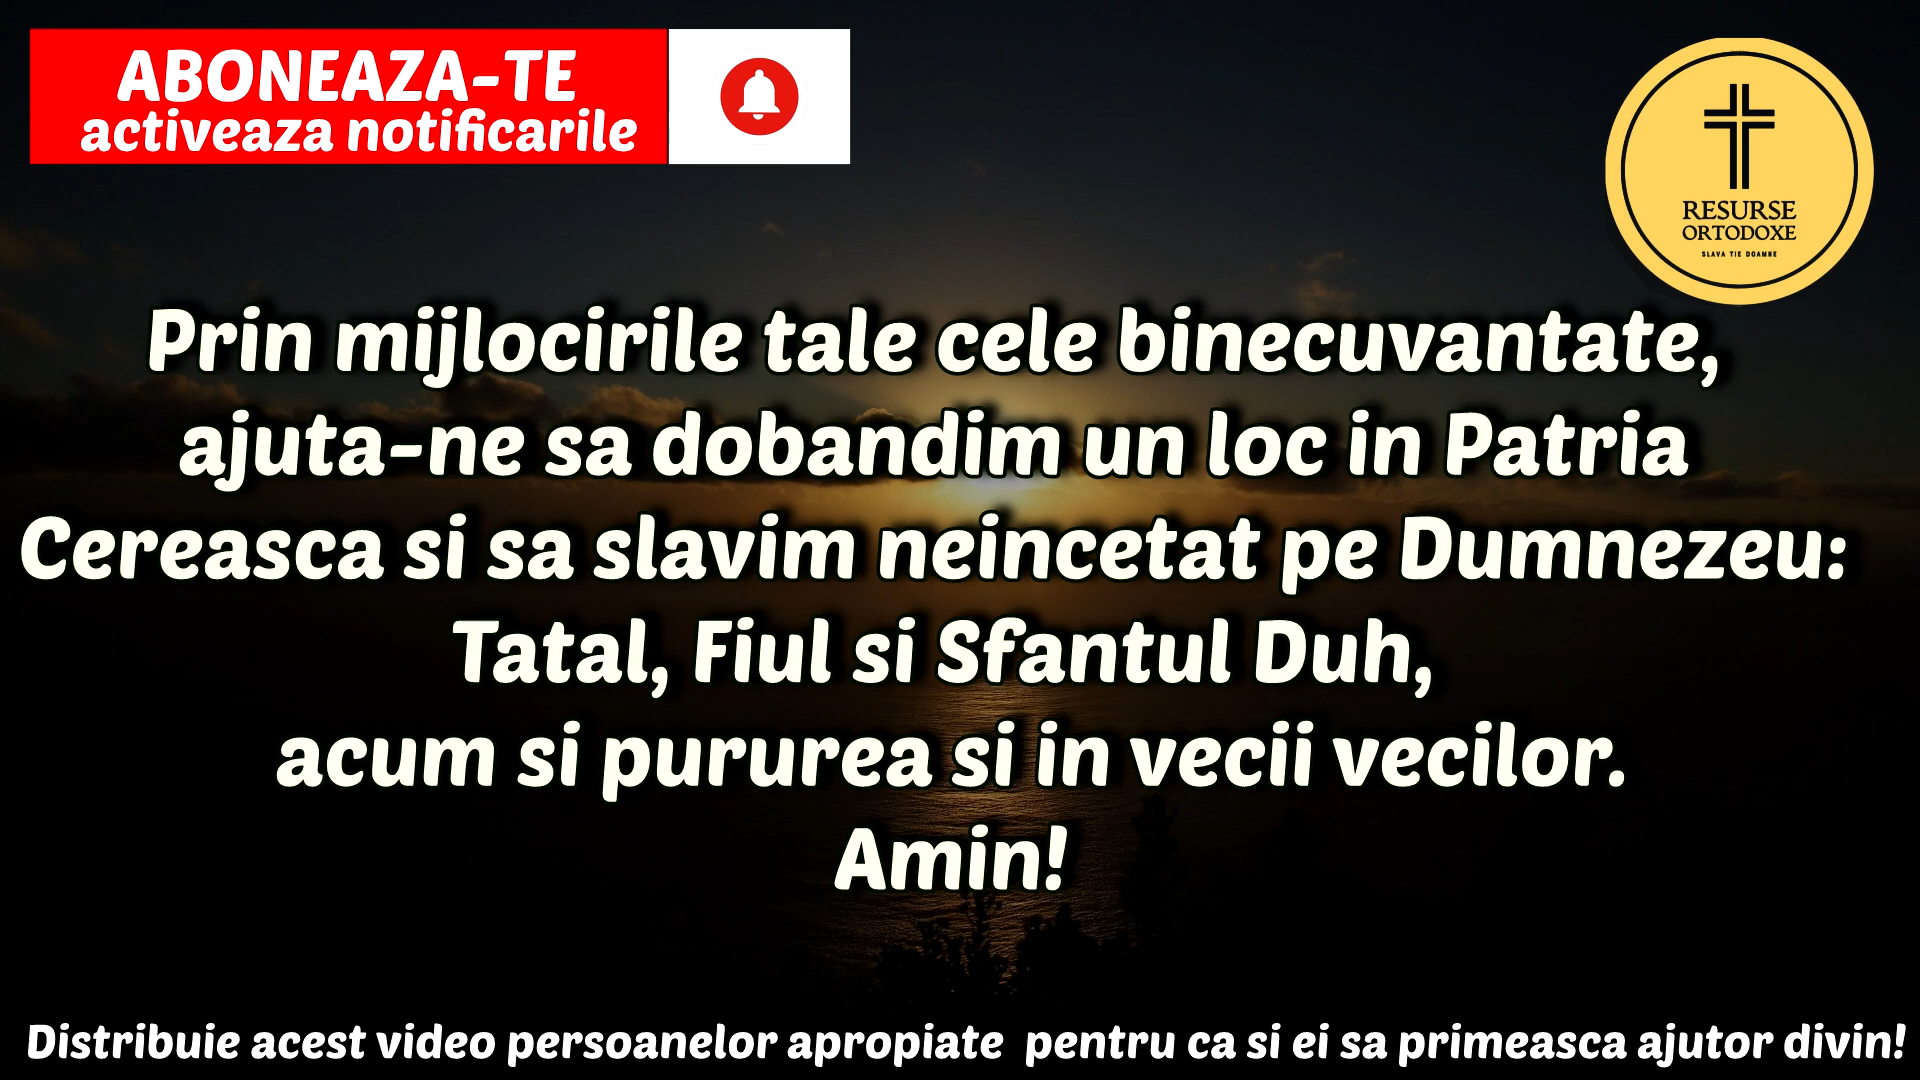 ABONEAZA-TE
activeaza notificarile
RESURSE
ORTODOXE
SLAVA TIE DOAMNE
Prin mijlocirile tale cele binecuvantate,
ajuta-ne sa dobandim un loc in Patria
Cereasca si sa slavim neincetat pe Dumnezeu:
Tatal, Fiul si Sfantul Duh,
acum si pururea si in vecii vecilor.
Amin!
Distribuie acest video persoanelor apropiate  pentru ca si ei sa primeasca ajutor divin!